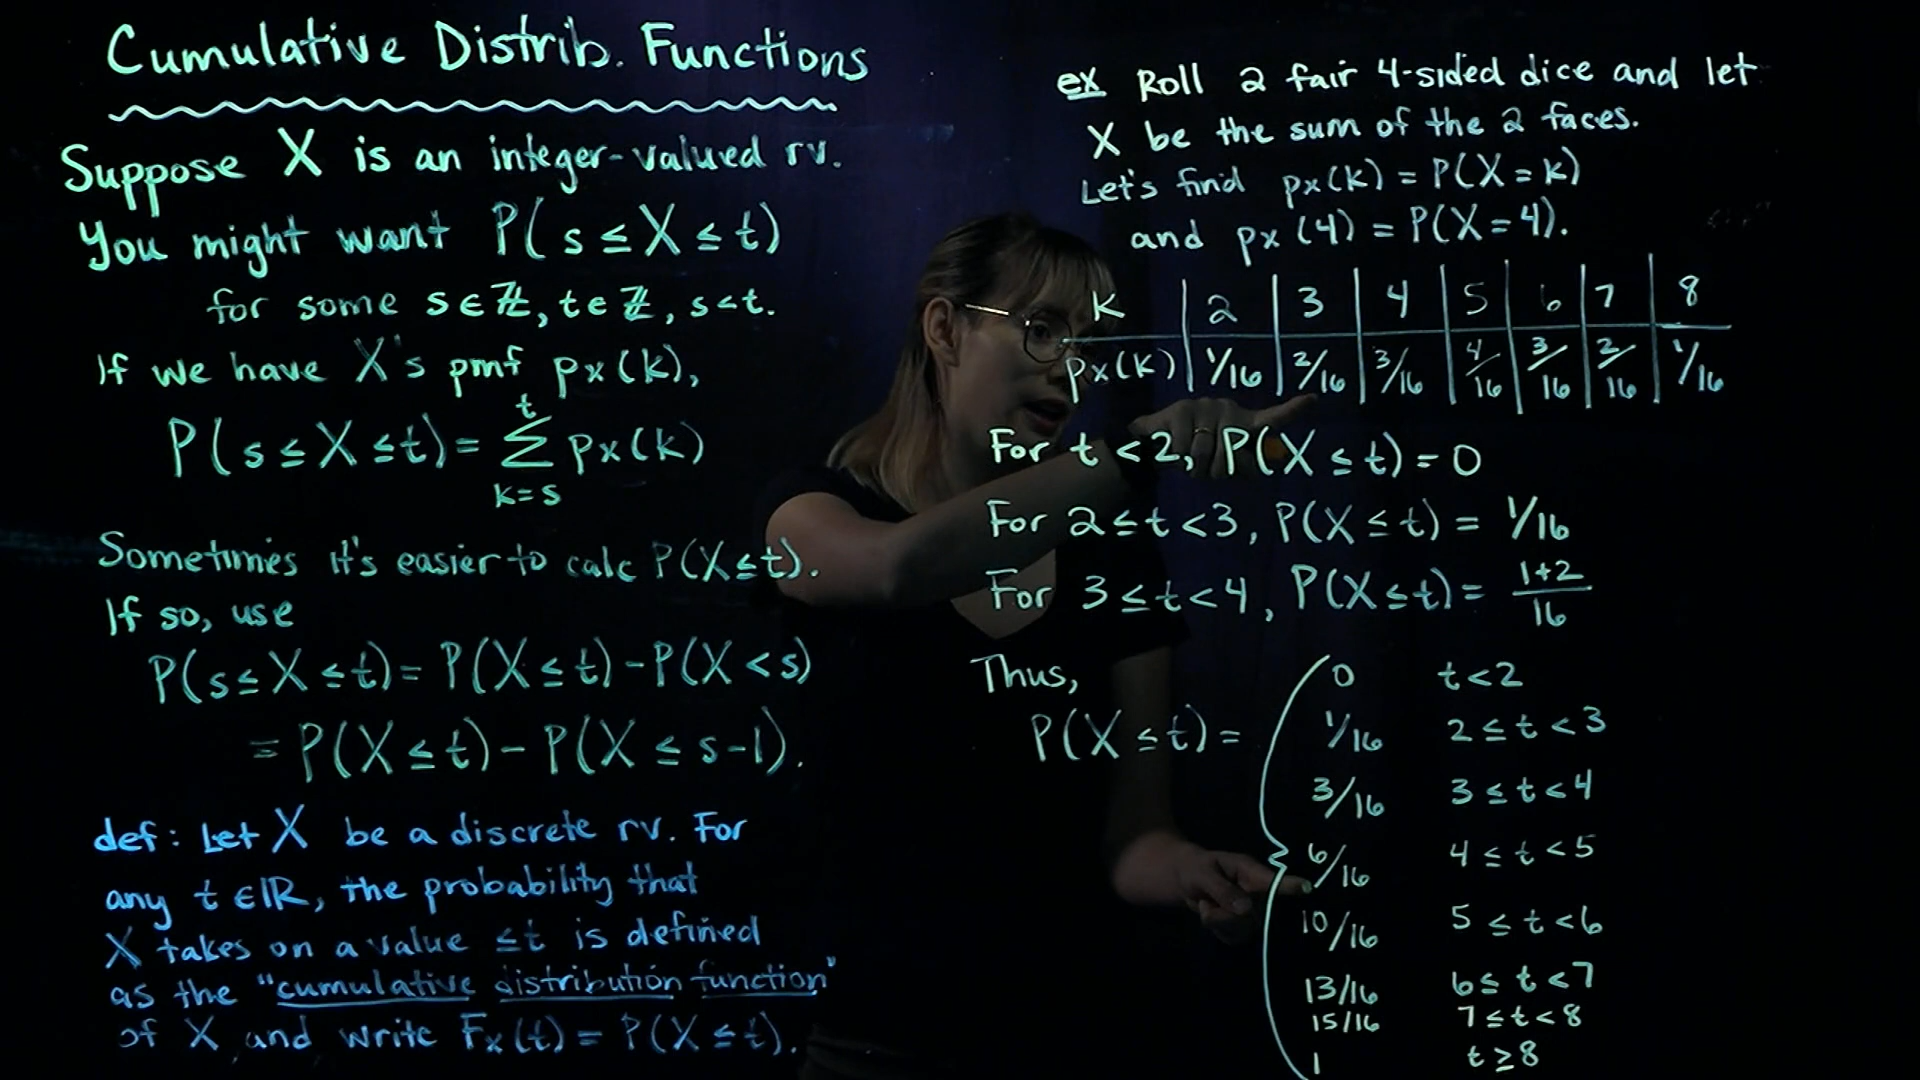 Cumulative Distrib. Functions
Suppose X is an integer-valued rv.
You might want P(s ≤ X ≤ t)
for some s ∈ ℤ, t ∈ ℤ, s < t.
If we have X's pmf px(k),
P(s ≤ X ≤ t) = ∑_{k=s}^{t} px(k)
Sometimes it's easier to calc P(X ≤ t).
If so, use
P(s ≤ X ≤ t) = P(X ≤ t) - P(X < s)
= P(X ≤ t) - P(X ≤ s-1).
def: Let X be a discrete rv. For
any t ∈ ℝ, the probability that
X takes on a value ≤ t is defined
as the "cumulative distribution function"
of X and write Fx(t) = P(X ≤ t).
ex Roll 2 fair 4-sided dice and let
X be the sum of the 2 faces.
Let's find px(k) = P(X = k)
and px(4) = P(X = 4).
K | 2 | 3 | 4 | 5 | 6 | 7 | 8
px(k) | 1/16 | 2/16 | 3/16 | 4/16 | 3/16 | 2/16 | 1/16
For t < 2, P(X ≤ t) = 0
For 2 ≤ t < 3, P(X ≤ t) = 1/16
For 3 ≤ t < 4, P(X ≤ t) = (1+2)/16
Thus,
P(X ≤ t) = {
0 t < 2
1/16 2 ≤ t < 3
3/16 3 ≤ t < 4
6/16 4 ≤ t < 5
10/16 5 ≤ t < 6
13/16 6 ≤ t < 7
15/16 7 ≤ t < 8
1 t ≥ 8